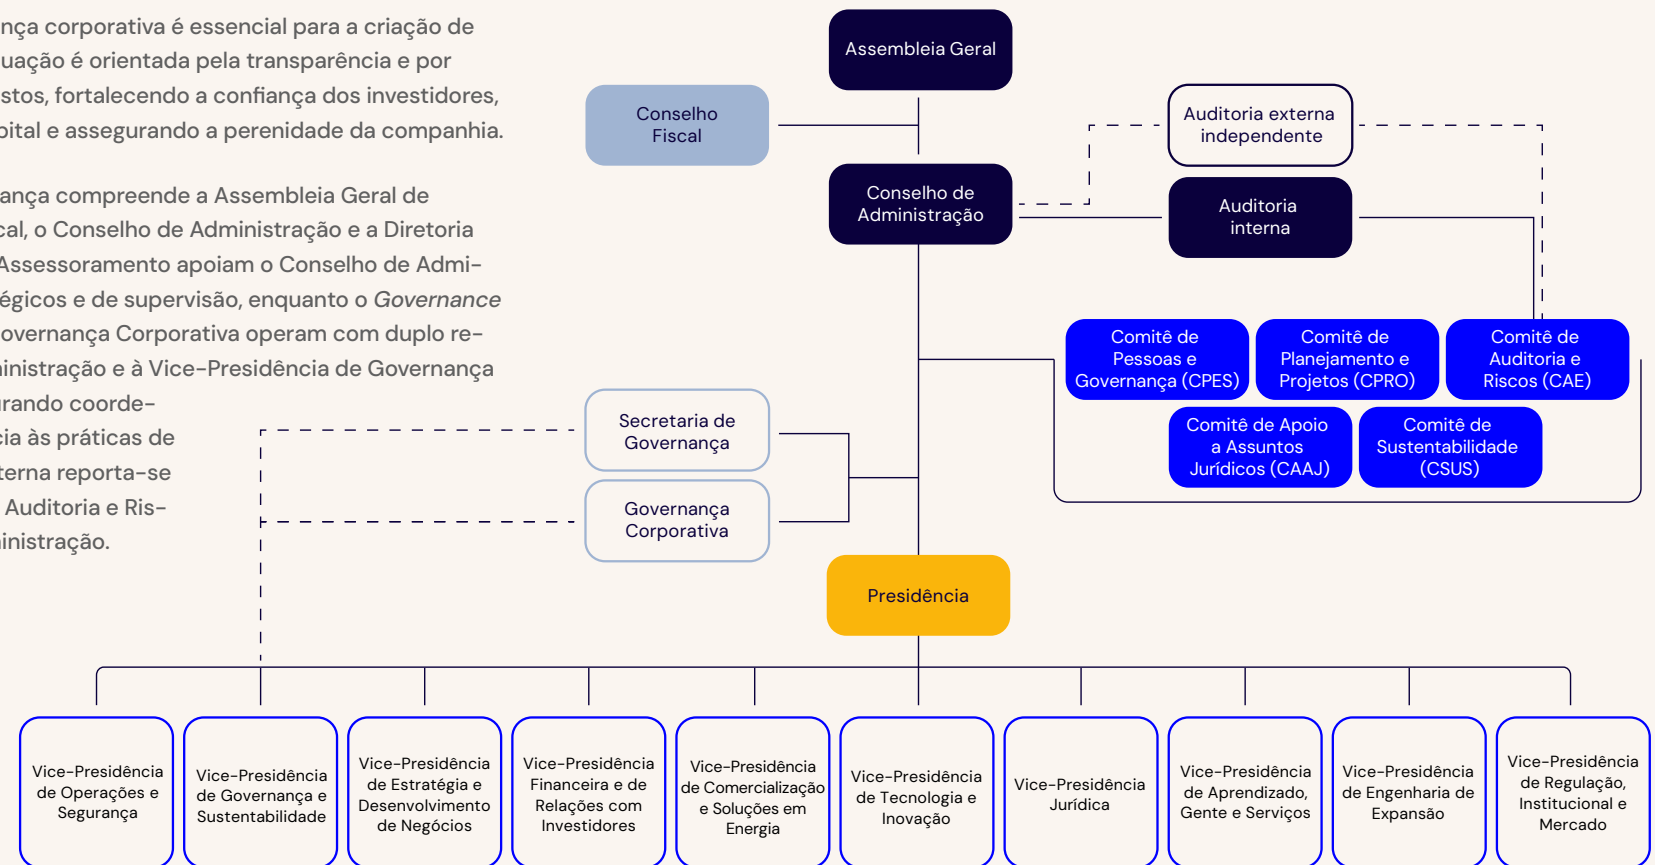 nça corporativa é essencial para a criação de
uação é orientada pela transparência e por
stos, fortalecendo a confiança dos investidores,
pital e assegurando a perenidade da companhia.
ança compreende a Assembleia Geral de
cal, o Conselho de Administração e a Diretoria
Assessoramento apoiam o Conselho de Admi-
égicos e de supervisão, enquanto o Governance
overnança Corporativa operam com duplo re-
ministração e à Vice-Presidência de Governança
urando coorde-
cia às práticas de
terna reporta-se
Auditoria e Ris-
ministração.
Assembleia Geral
Conselho
Fiscal
Auditoria externa
independente
Conselho de
Administração
Auditoria
interna
Comitê de
Pessoas e
Governança (CPES)
Comitê de
Planejamento e
Projetos (CPRO)
Comitê de
Auditoria e
Riscos (CAE)
Comitê de Apoio
a Assuntos
Jurídicos (CAAJ)
Comitê de
Sustentabilidade
(CSUS)
Secretaria de
Governança
Governança
Corporativa
Presidência
Vice-Presidência
de Operações e
Segurança
Vice-Presidência
de Governança e
Sustentabilidade
Vice-Presidência
de Estratégia e
Desenvolvimento
de Negócios
Vice-Presidência
Financeira e de
Relações com
Investidores
Vice-Presidência
de Comercialização
e Soluções em
Energia
Vice-Presidência
de Tecnologia e
Inovação
Vice-Presidência
Jurídica
Vice-Presidência
de Aprendizado,
Gente e Serviços
Vice-Presidência
de Engenharia de
Expansão
Vice-Presidência
de Regulação,
Institucional e
Mercado